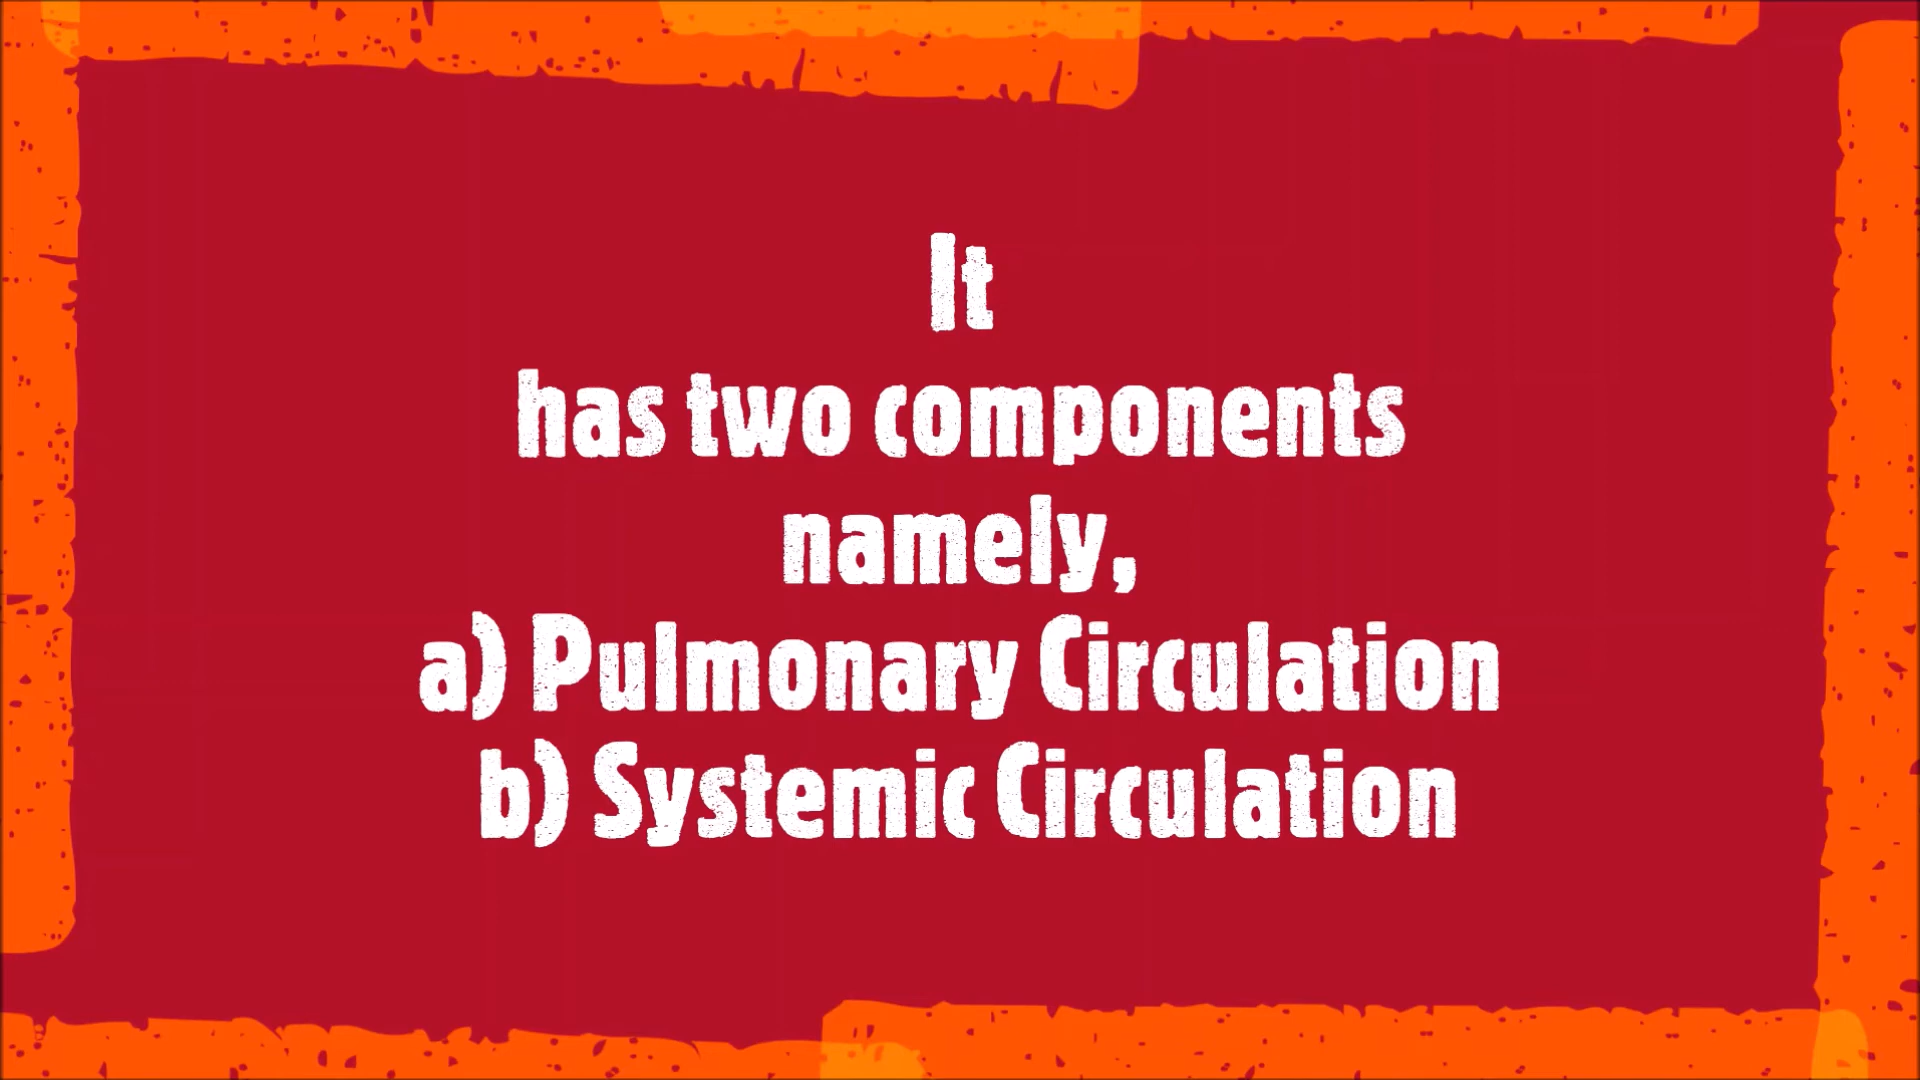 It
has two components
namely,
a) Pulmonary Circulation
b) Systemic Circulation